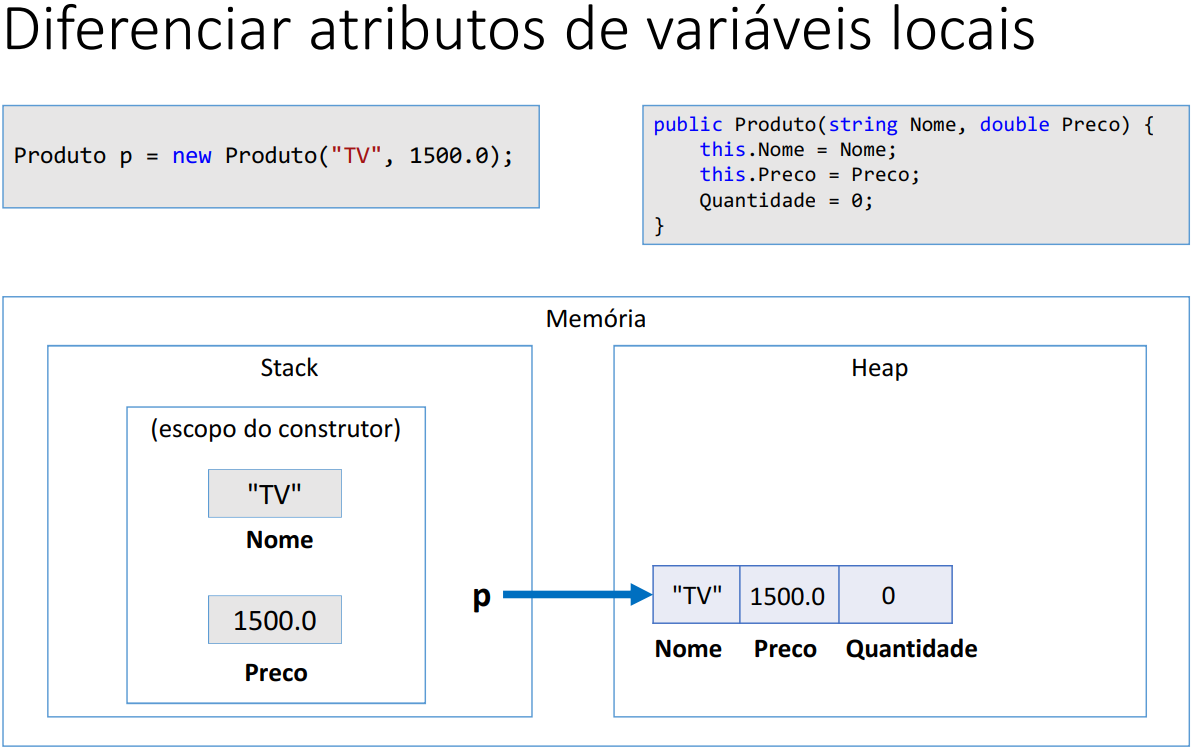 Diferenciar atributos de variáveis locais
Produto p = new Produto("TV", 1500.0);
public Produto(string Nome, double Preco) {
    this.Nome = Nome;
    this.Preco = Preco;
    Quantidade = 0;
}
Memória
Stack
(escopo do construtor)
"TV"
Nome
1500.0
Preco
p
Heap
"TV" 1500.0 0
Nome Preco Quantidade